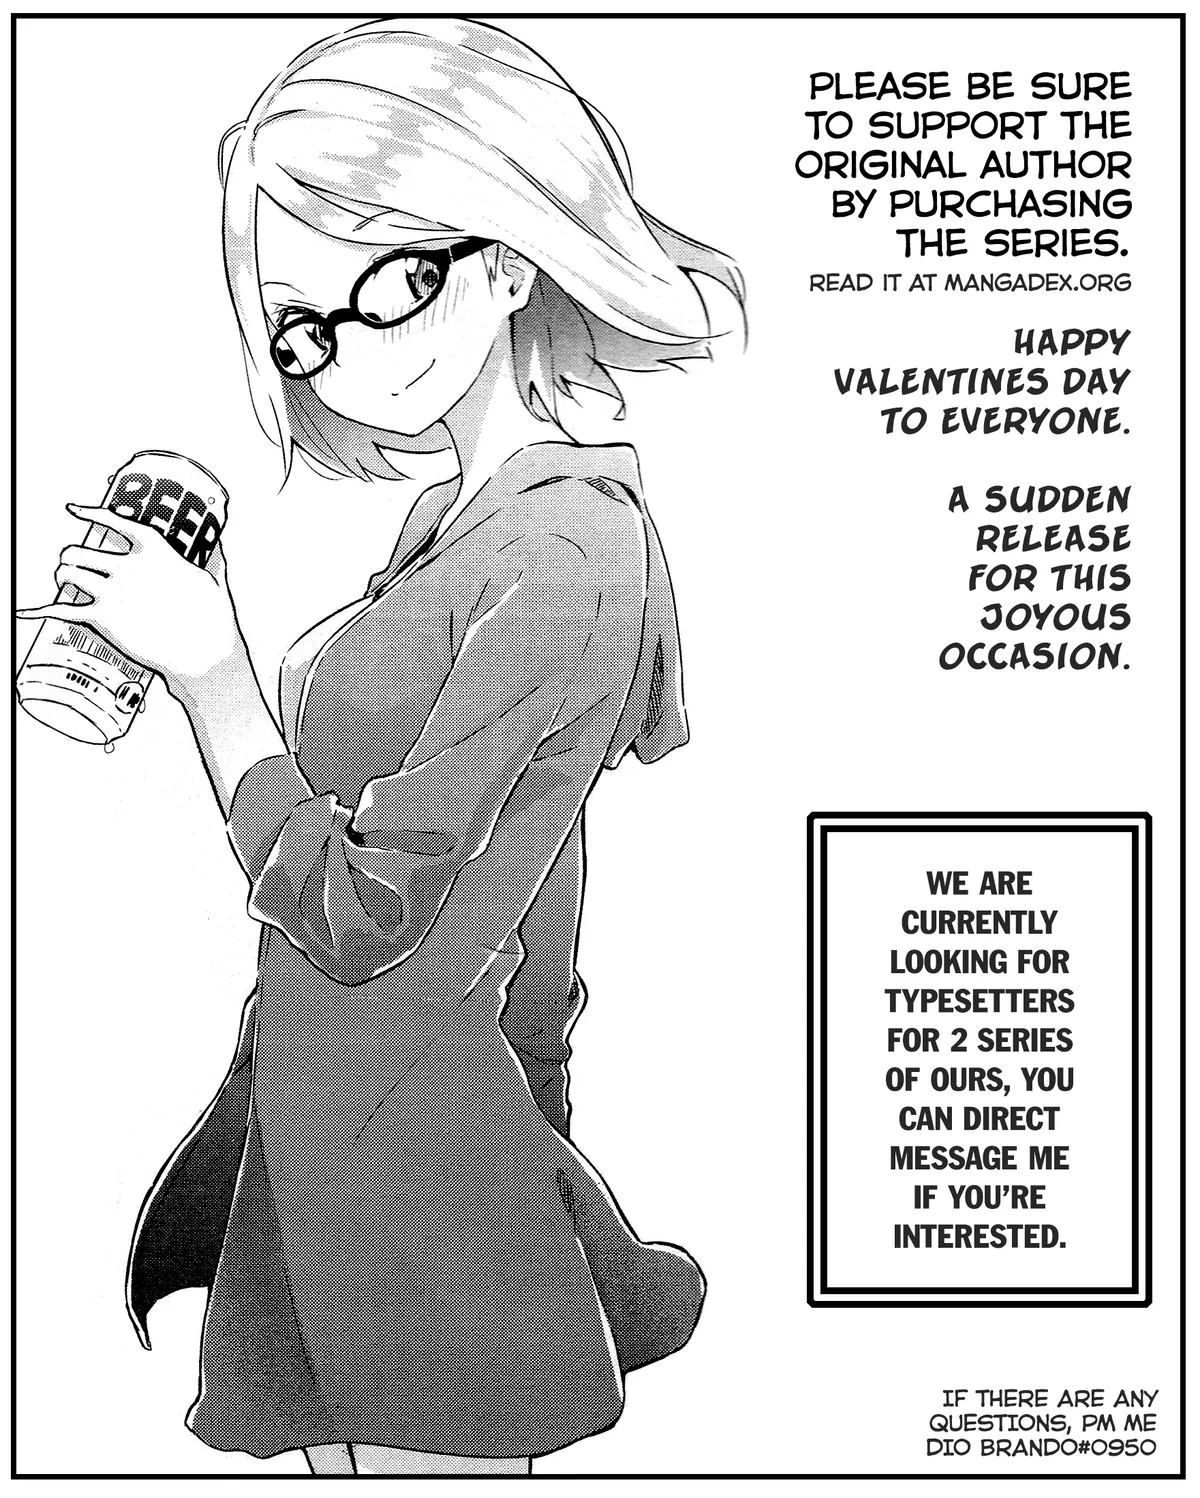 PLEASE BE SURE
TO SUPPORT THE
ORIGINAL AUTHOR
BY PURCHASING
THE SERIES.
READ IT AT MANGADEX.ORG
HAPPY
VALENTINES DAY
TO EVERYONE.
A SUDDEN
RELEASE
FOR THIS
JOYOUS
OCCASION.
BEER
WE ARE
CURRENTLY
LOOKING FOR
TYPESETTERS
FOR 2 SERIES
OF OURS, YOU
CAN DIRECT
MESSAGE ME
IF YOU'RE
INTERESTED.
IF THERE ARE ANY
QUESTIONS, PM ME
DIO BRANDO#0950